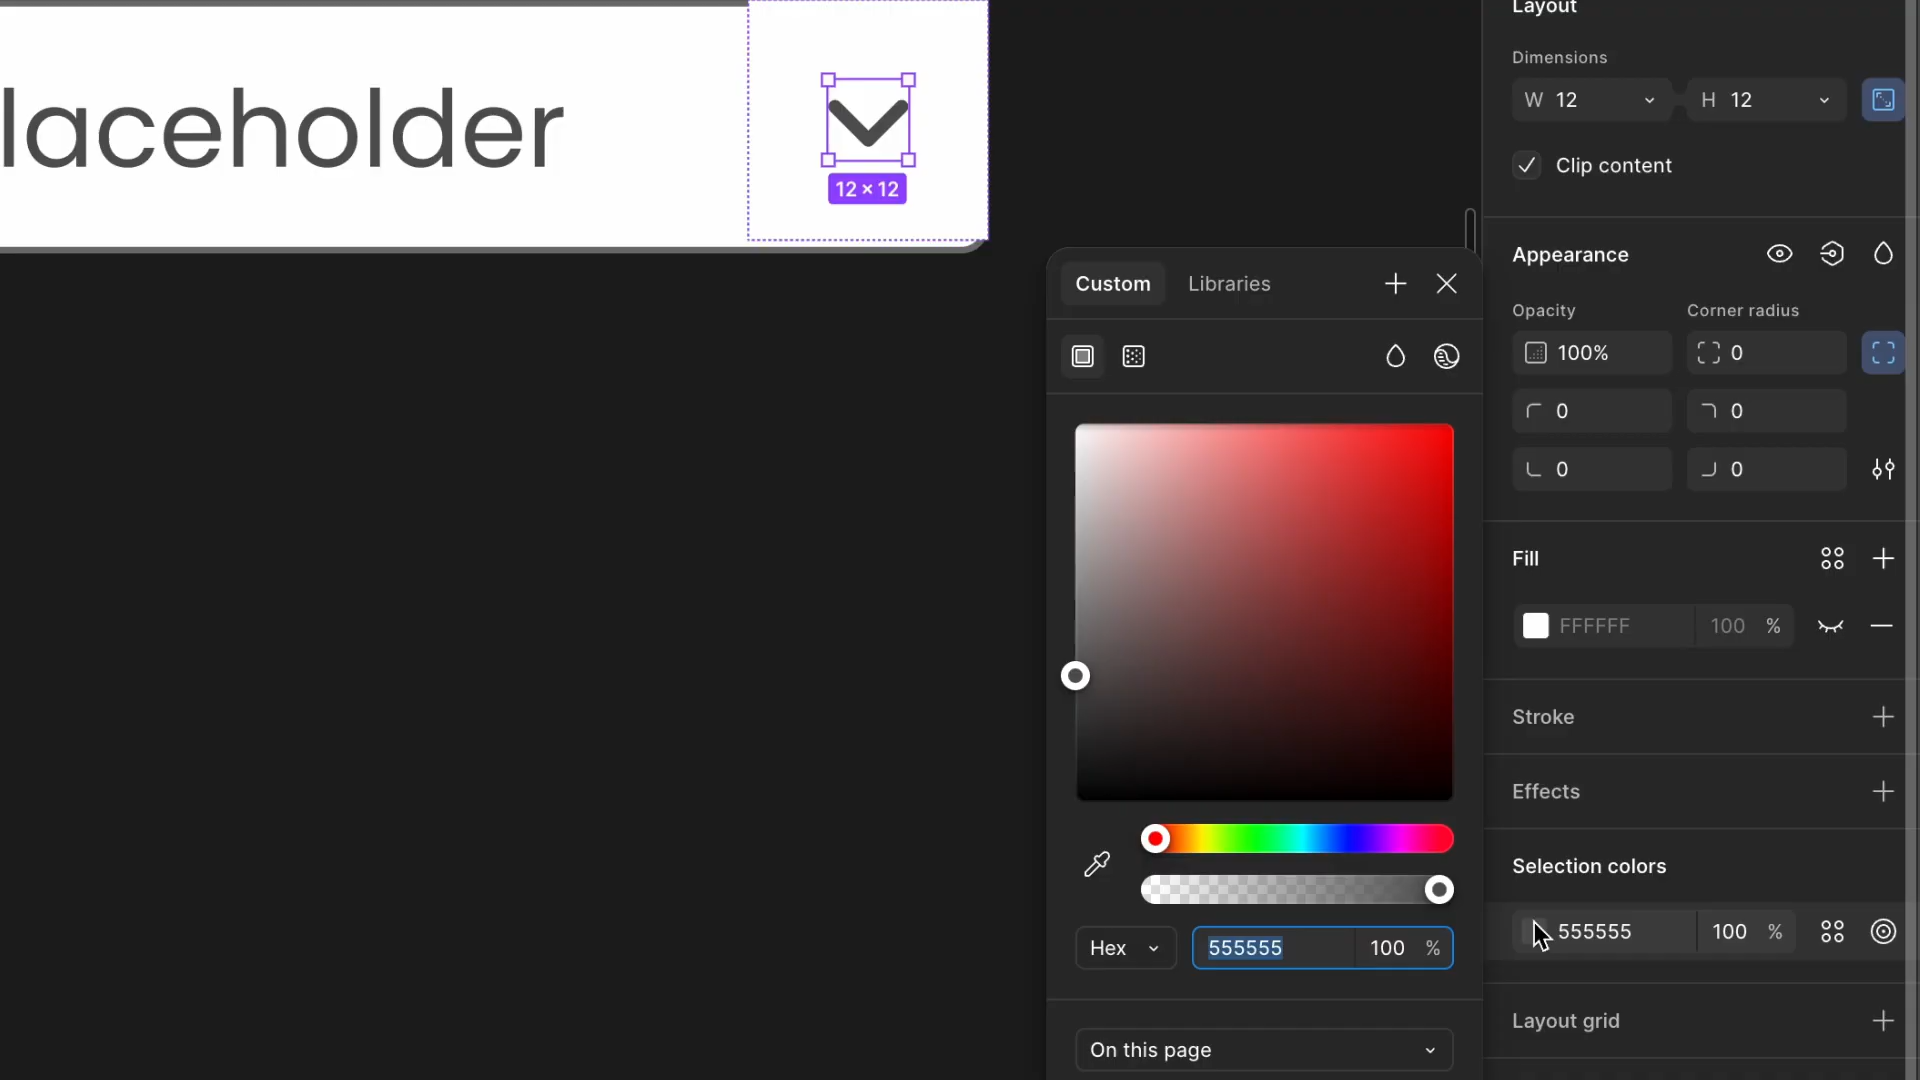 laceholder
12 × 12
Layout
Dimensions
W 12
H 12
Clip content
Appearance
Opacity
Corner radius
100%
0
0
0
0
0
Fill
FFFFFF 100 %
Stroke
Effects
Selection colors
555555 100 %
Layout grid
Custom Libraries
Hex 555555 100 %
On this page